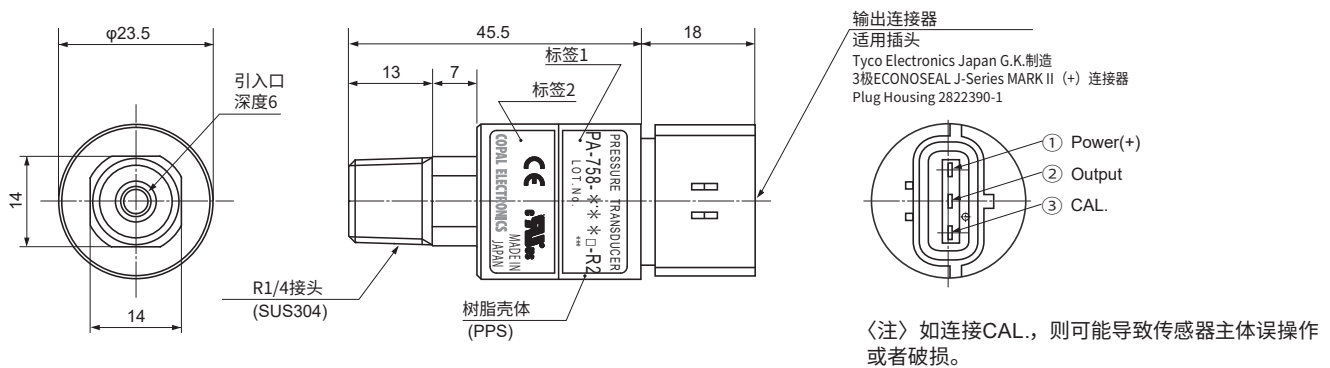 φ23.5
引入口
深度6
14
14
45.5
18
13
7
标签1
标签2
COPAL ELECTRONICS
CE
MADE IN
JAPAN
PRESSURE TRANSDUCER
PA-758-***□-R2
LOT.No.
***
R1/4接头
(SUS304)
树脂壳体
(PPS)
输出连接器
适用插头
Tyco Electronics Japan G.K.制造
3极ECONOSEAL J-Series MARKⅡ（+）连接器
Plug Housing 2822390-1
① Power(+)
② Output
③ CAL.
〈注〉如连接CAL.，则可能导致传感器主体误操作
或者破损。